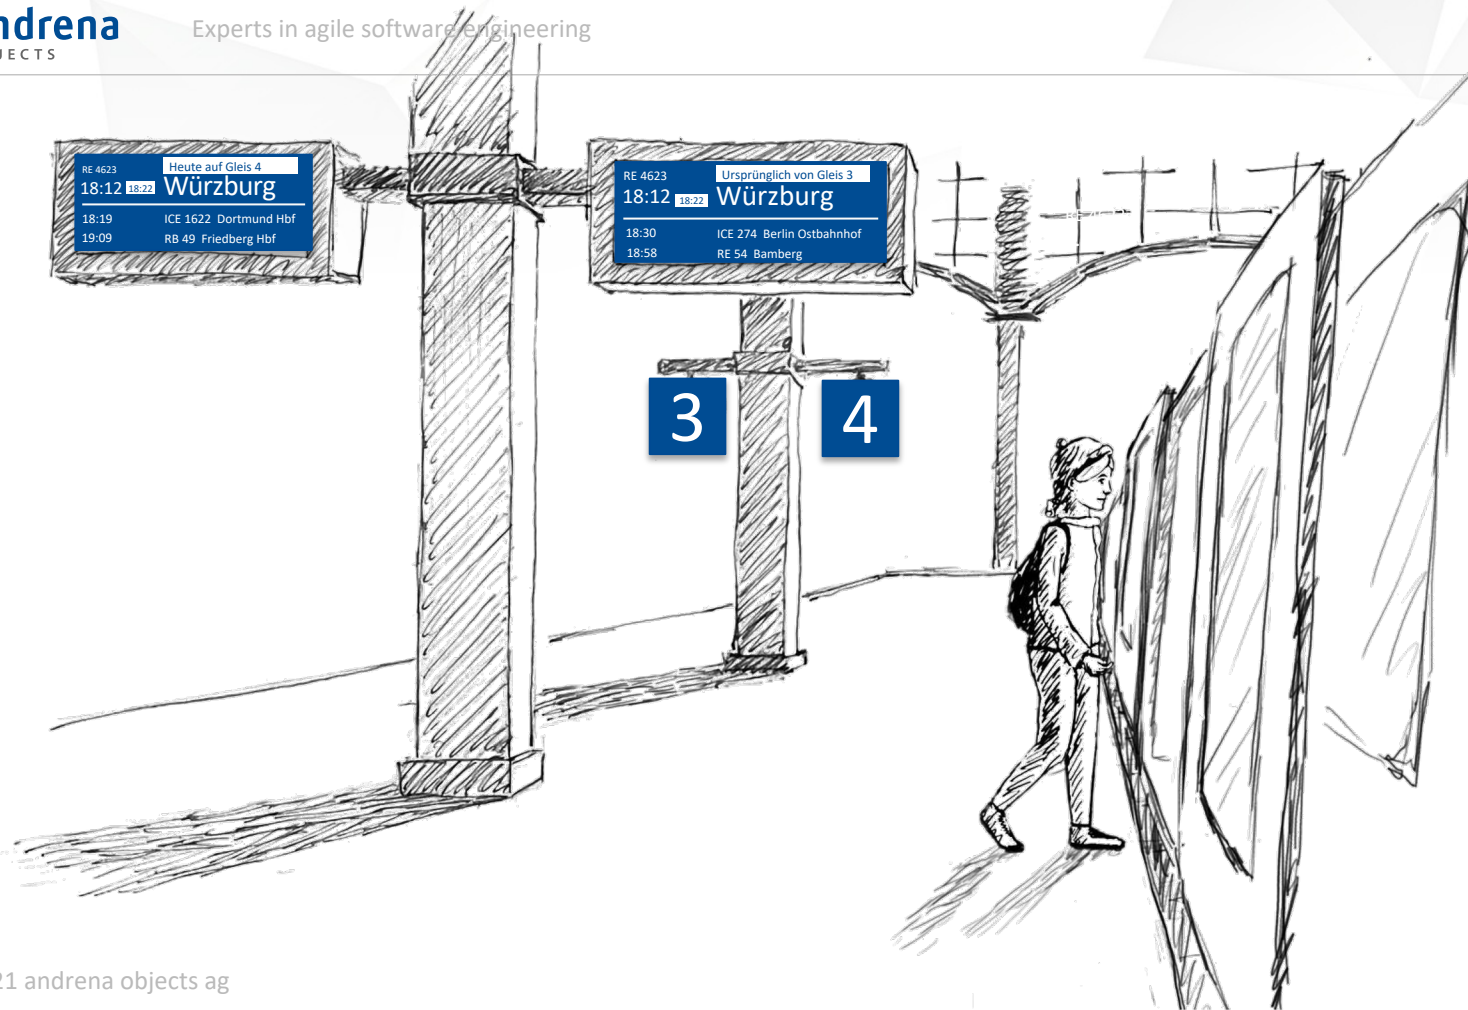 ndrena
JECTS
Experts in agile software engineering
RE 4623
Heute auf Gleis 4
18:12 18:22 Würzburg
18:19 ICE 1622 Dortmund Hbf
19:09 RB 49 Friedberg Hbf
RE 4623
Ursprünglich von Gleis 3
18:12 18:22 Würzburg
18:30 ICE 274 Berlin Ostbahnhof
18:58 RE 54 Bamberg
3
4
21 andrena objects ag